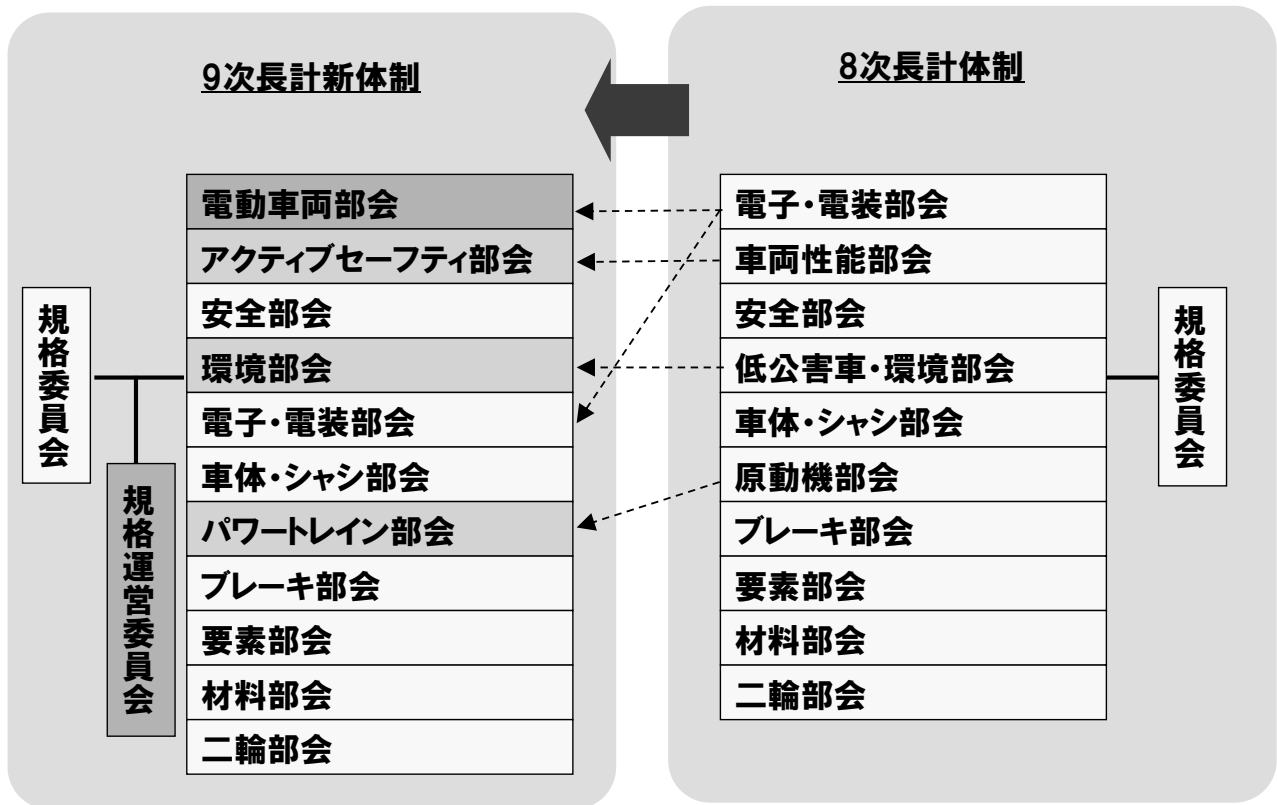 9次長計新体制
電動車両部会
アクティブセーフティ部会
安全部会
環境部会
電子・電装部会
車体・シャシ部会
パワートレイン部会
ブレーキ部会
要素部会
材料部会
二輪部会
規格委員会
規格運営委員会
8次長計体制
電子・電装部会
車両性能部会
安全部会
低公害車・環境部会
車体・シャシ部会
原動機部会
ブレーキ部会
要素部会
材料部会
二輪部会
規格委員会